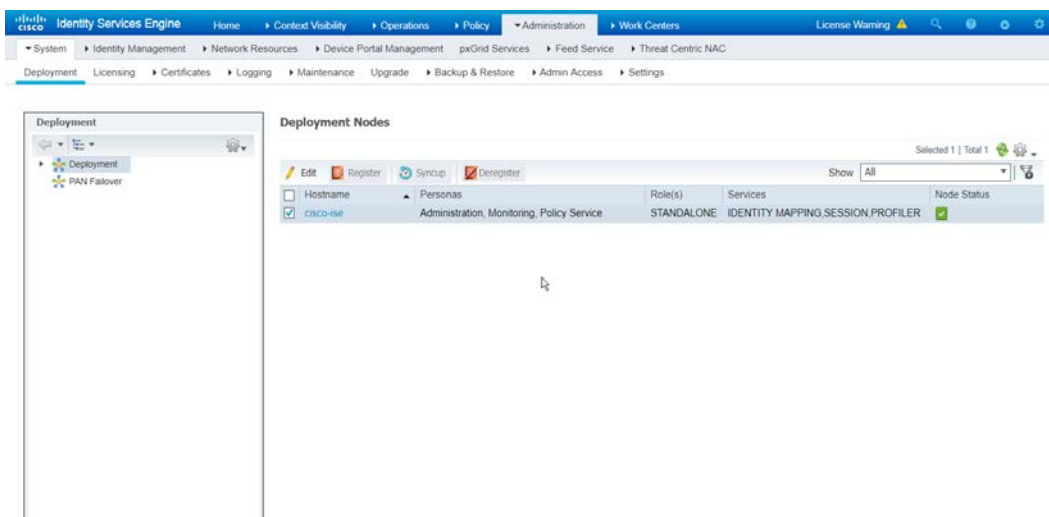 cisco Identity Services Engine Home Context Visibility Operations Policy Administration Work Centers License Warning
System Identity Management Network Resources Device Portal Management pxGrid Services Feed Service Threat Centric NAC
Deployment Licensing Certificates Logging Maintenance Upgrade Backup & Restore Admin Access Settings
Deployment
Deployment
PAN Failover
Deployment Nodes
Selected 1 | Total 1
Edit Register Syncup Deregister Show All
Hostname Personas Role(s) Services Node Status
cisco-ise Administration, Monitoring, Policy Service STANDALONE IDENTITY MAPPING,SESSION,PROFILER